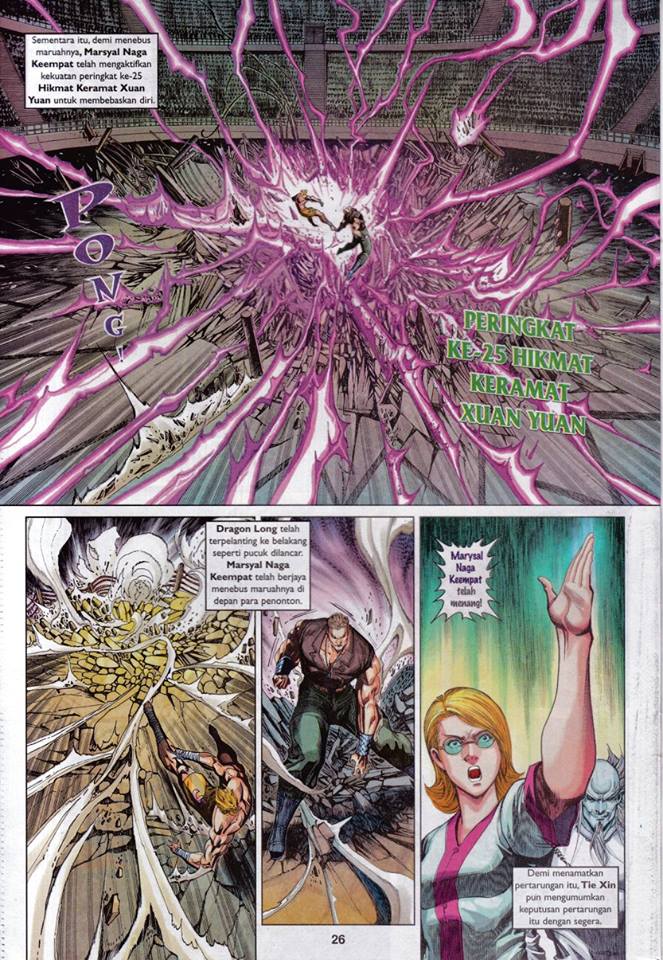 Sementara itu, demi menebus
maruahnya, Marsyal Naga
Keempat telah mengaktifkan
kekuatan peringkat ke-25
Hikmat Keramat Xuan
Yuan untuk membebaskan diri.
PONG!
PERINGKAT
KE-25 HIKMAT
KERAMAT
XUAN YUAN
Dragon Long telah
terpelanting ke belakang
seperti pucuk dilancar.
Marsyal Naga
Keempat telah berjaya
menebus maruahnya di
depan para penonton.
Marysal
Naga
Keempat
telah
menang!
Demi menamatkan
pertarungan itu, Tie Xin
pun mengumumkan
keputusan pertarungan
itu dengan segera.
26